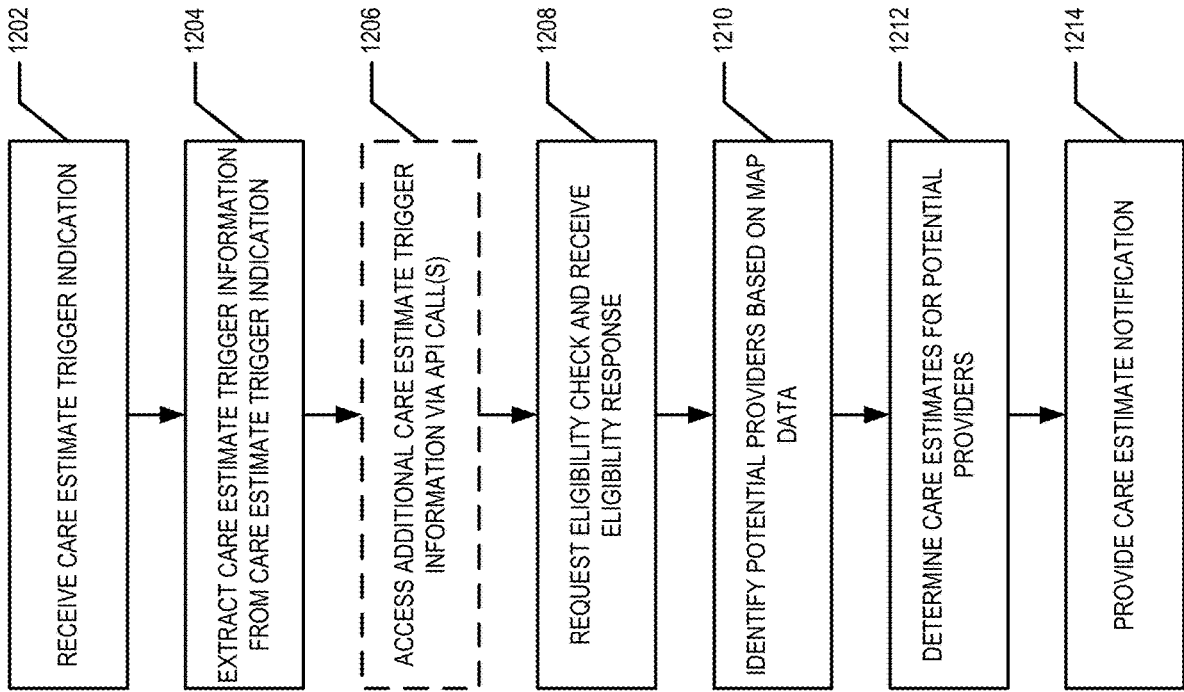 1202
RECEIVE CARE ESTIMATE TRIGGER INDICATION
1204
EXTRACT CARE ESTIMATE TRIGGER INFORMATION
FROM CARE ESTIMATE TRIGGER INDICATION
1206
ACCESS ADDITIONAL CARE ESTIMATE TRIGGER
INFORMATION VIA API CALL(S)
1208
REQUEST ELIGIBILITY CHECK AND RECEIVE
ELIGIBILITY RESPONSE
1210
IDENTIFY POTENTIAL PROVIDERS BASED ON MAP
DATA
1212
DETERMINE CARE ESTIMATES FOR POTENTIAL
PROVIDERS
1214
PROVIDE CARE ESTIMATE NOTIFICATION